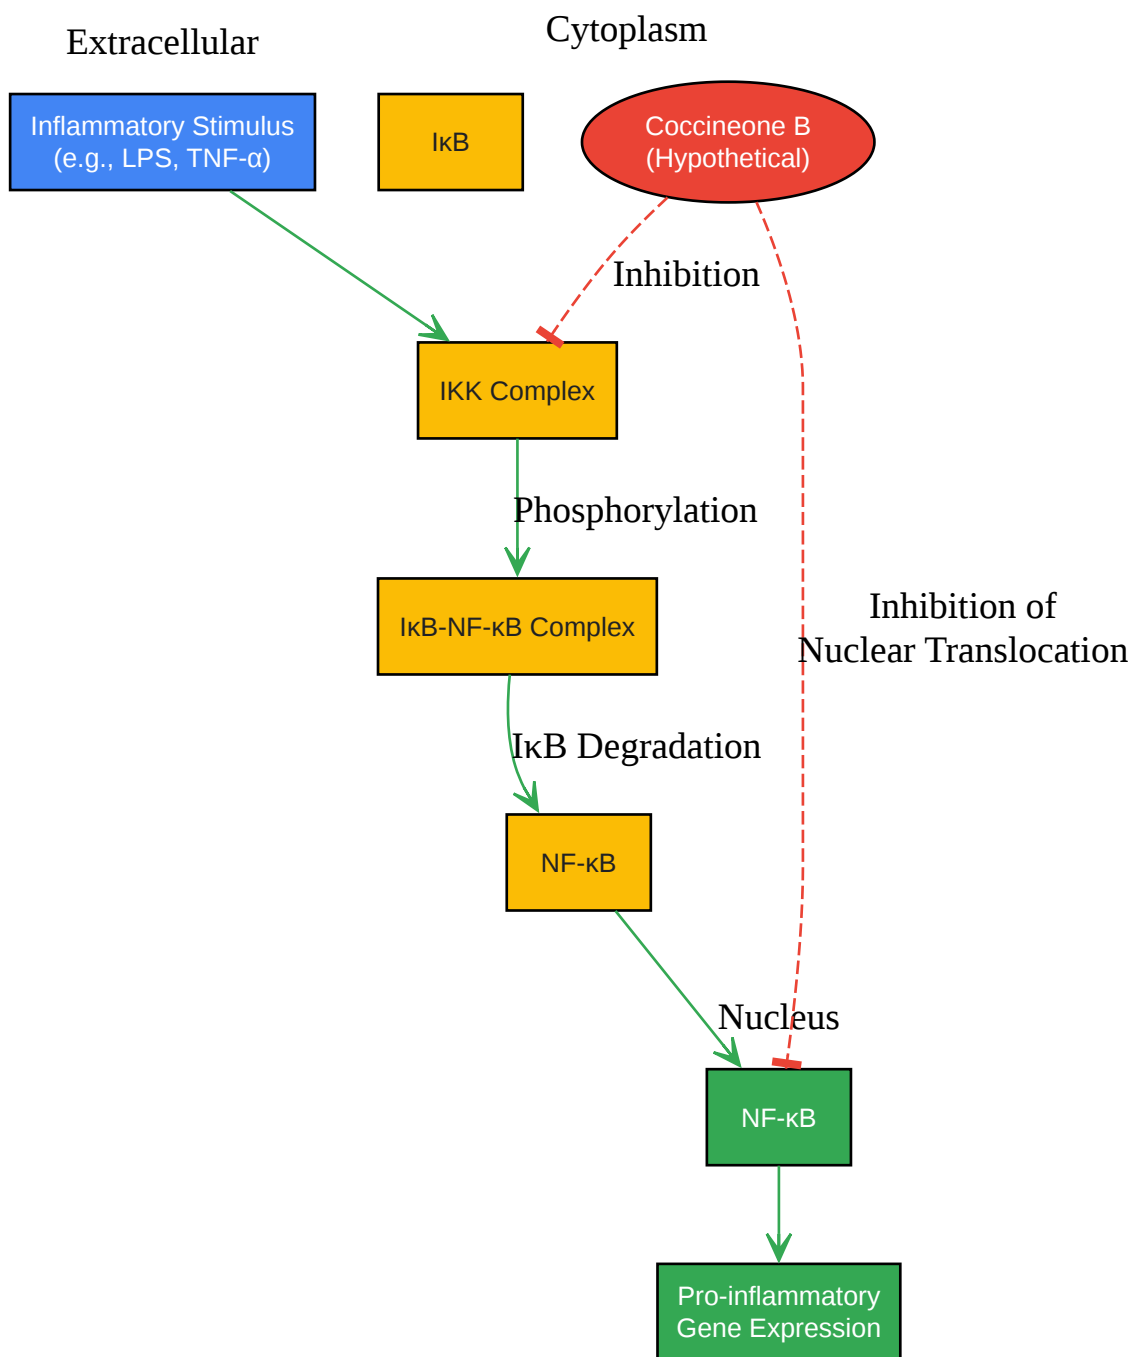 Extracellular
Cytoplasm
Inflammatory Stimulus
(e.g., LPS, TNF-α)
IκB
Coccineone B
(Hypothetical)
Inhibition
IKK Complex
Phosphorylation
IκB-NF-κB Complex
Inhibition of
Nuclear Translocation
IκB Degradation
NF-κB
Nucleus
NF-κB
Pro-inflammatory
Gene Expression